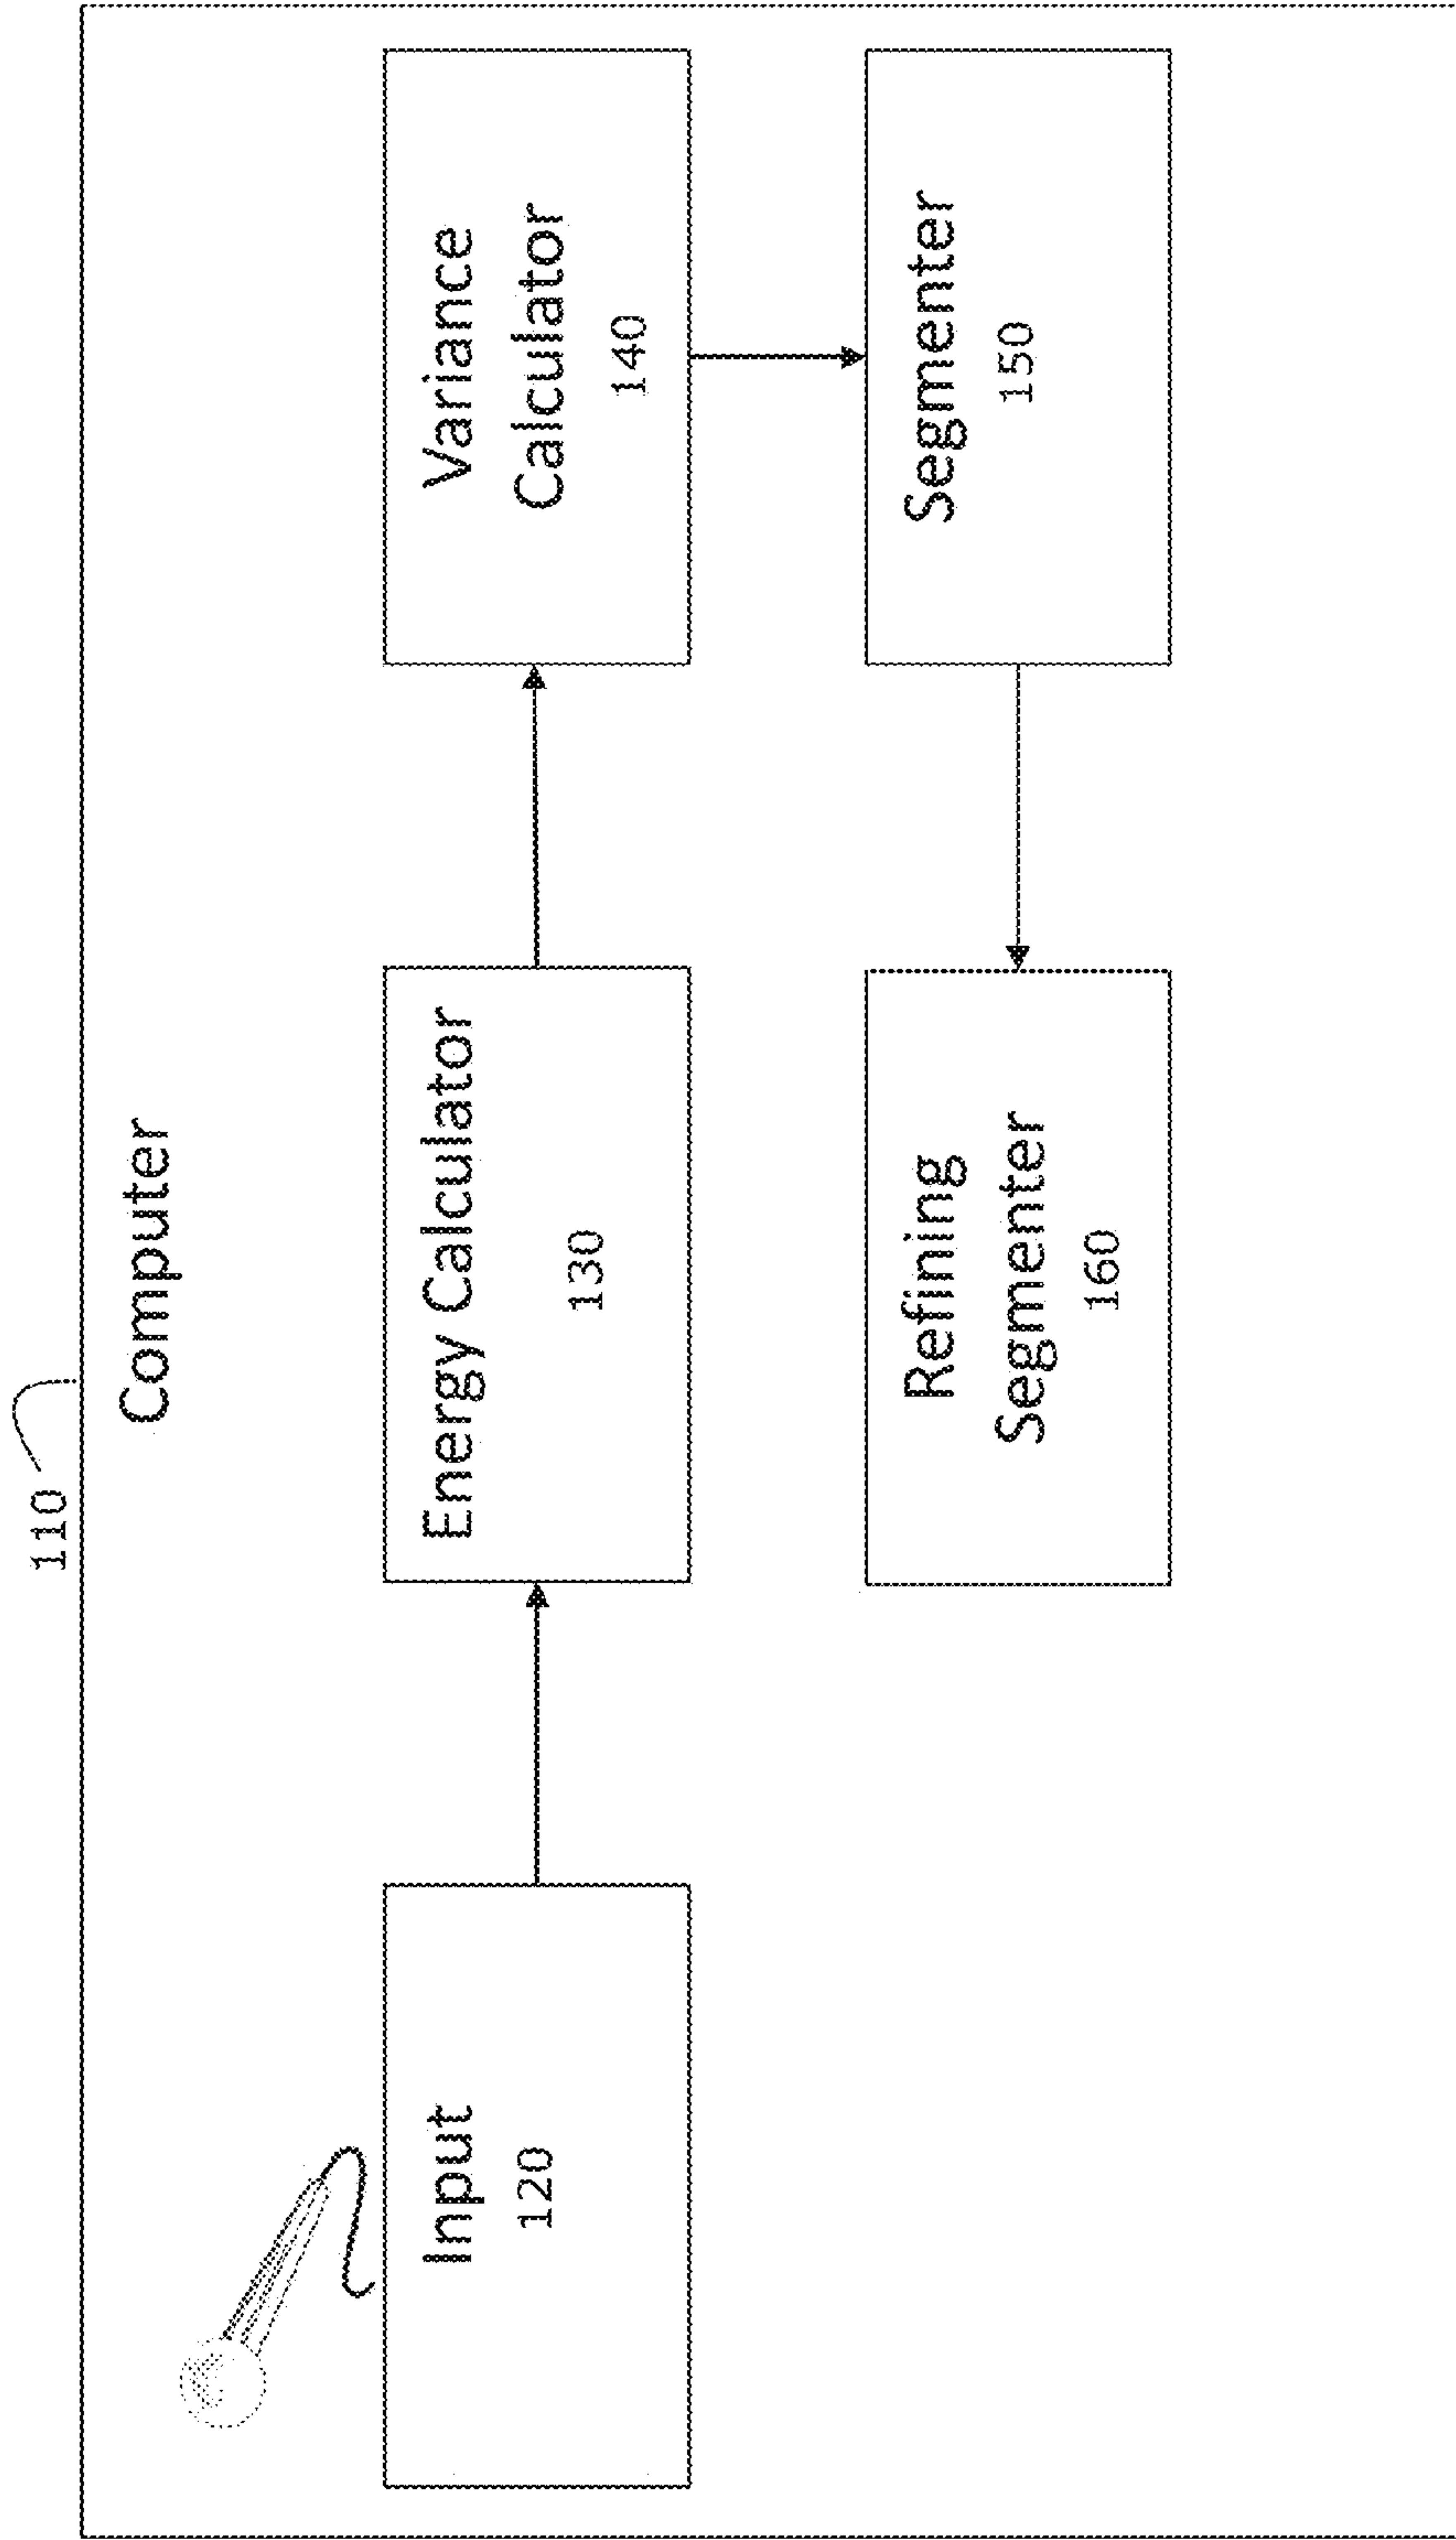 110
Computer
Input
120
Energy Calculator
130
Variance
Calculator
140
Refining
Segmenter
160
Segmenter
150